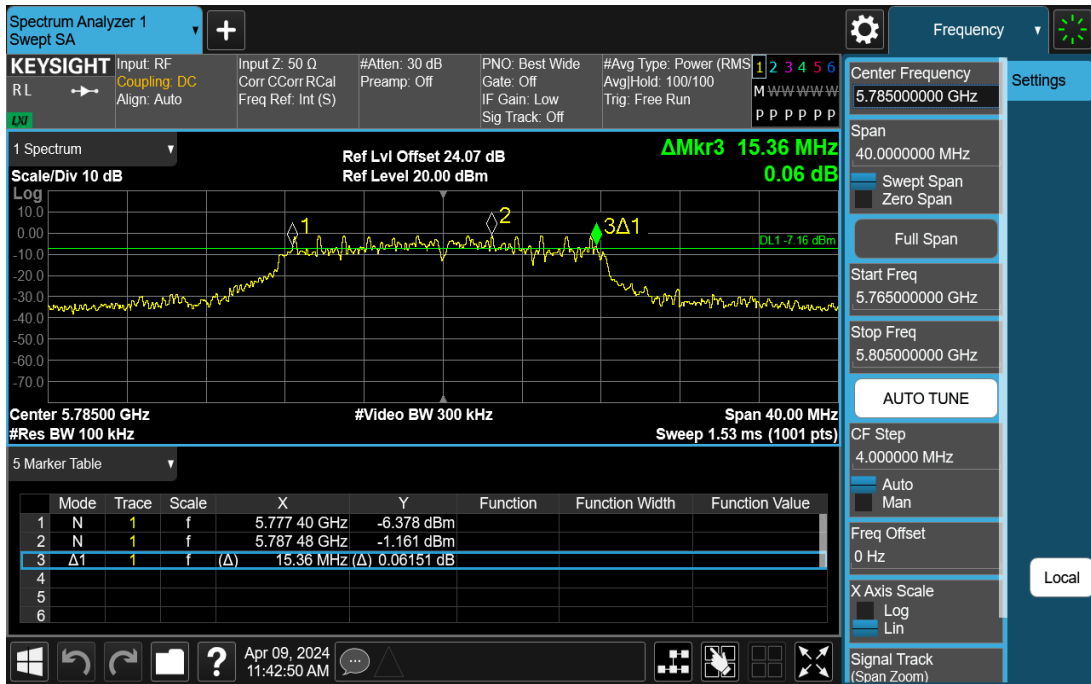 Spectrum Analyzer 1
Swept SA
▼
+
Frequency
▼
KEYSIGHT
RL
LXI
Input: RF
Coupling: DC
Align: Auto
Input Z: 50 Ω
Corr CCorr RCal
Freq Ref: Int (S)
#Atten: 30 dB
Preamp: Off
PNO: Best Wide
Gate: Off
IF Gain: Low
Sig Track: Off
#Avg Type: Power (RMS
Avg|Hold: 100/100
Trig: Free Run
1 2 3 4 5 6
M W W W W W
P P P P P P
1 Spectrum
▼
Scale/Div 10 dB
Ref Lvl Offset 24.07 dB
Ref Level 20.00 dBm
ΔMkr3 15.36 MHz
0.06 dB
Log
10.0
0.00
-10.0
-20.0
-30.0
-40.0
-50.0
-60.0
-70.0
1
2
3Δ1
DL1 -7.16 dBm
Center 5.78500 GHz
#Res BW 100 kHz
#Video BW 300 kHz
Span 40.00 MHz
Sweep 1.53 ms (1001 pts)
5 Marker Table
▼
Mode Trace Scale X Y Function Function Width Function Value
1 N 1 f 5.777 40 GHz -6.378 dBm
2 N 1 f 5.787 48 GHz -1.161 dBm
3 Δ1 1 f (Δ) 15.36 MHz (Δ) 0.06151 dB
4
5
6
?
Apr 09, 2024
11:42:50 AM
Center Frequency
5.785000000 GHz
Span
40.0000000 MHz
Swept Span
Zero Span
Full Span
Start Freq
5.765000000 GHz
Stop Freq
5.805000000 GHz
AUTO TUNE
CF Step
4.000000 MHz
Auto
Man
Freq Offset
0 Hz
X Axis Scale
Log
Lin
Signal Track
(Span Zoom)
Settings
Local